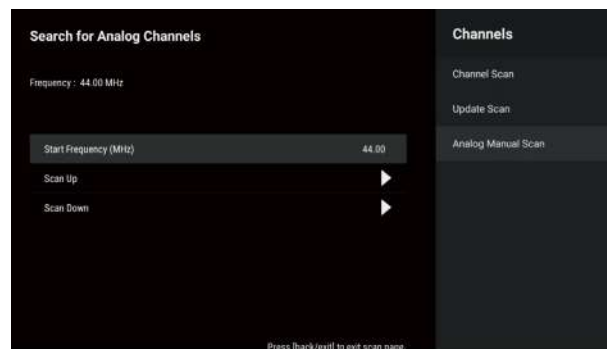 Search for Analog Channels
Frequency : 44.00 MHz
Start Frequency (MHz) 44.00
Scan Up
Scan Down
Press [back/exit] to exit scan page
Channels
Channel Scan
Update Scan
Analog Manual Scan